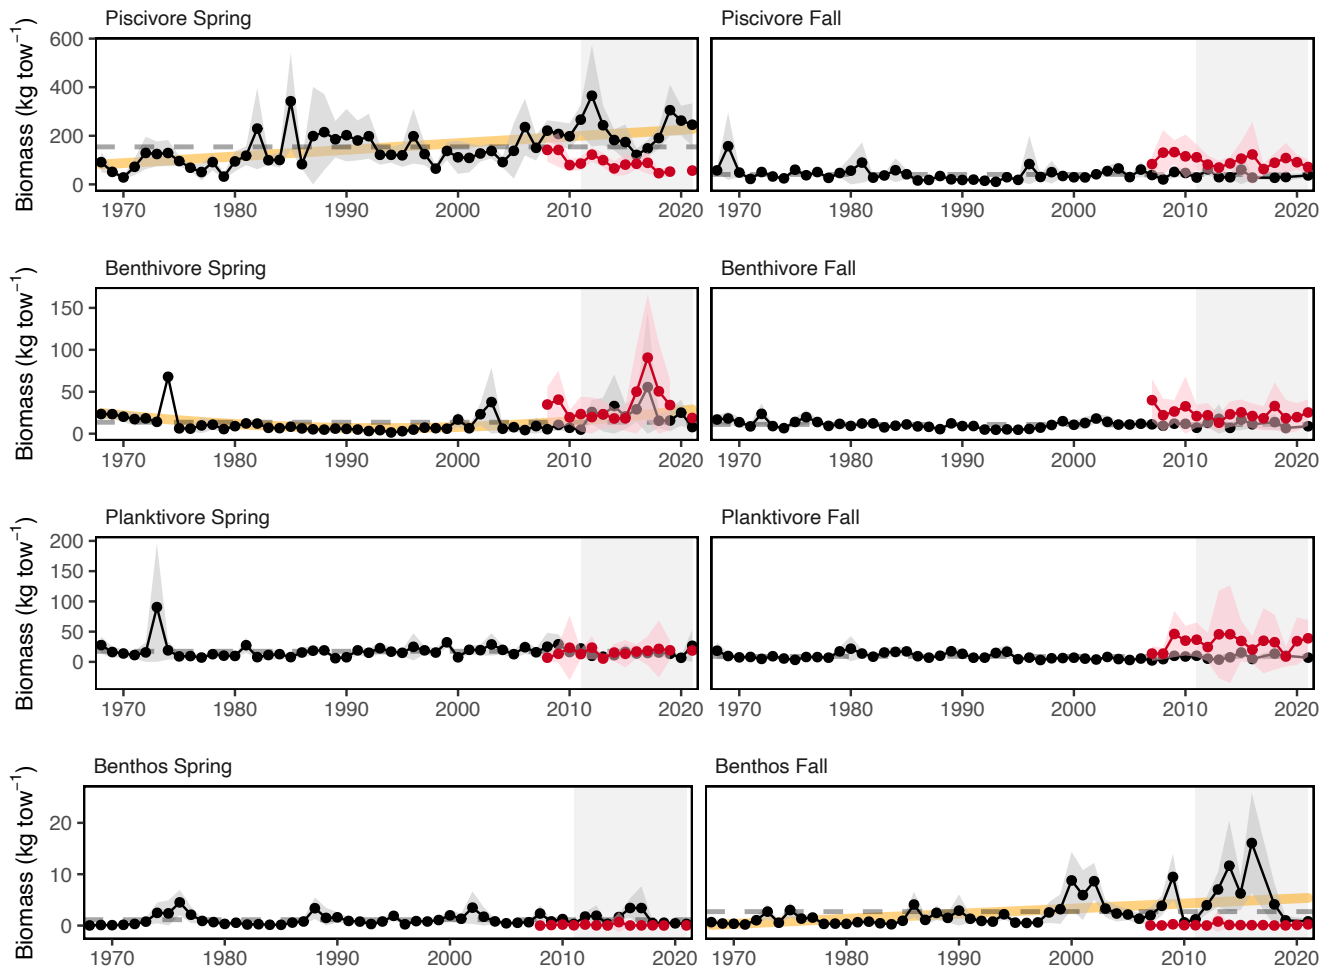 Piscivore Spring
Piscivore Fall
Biomass (kg tow⁻¹)
600
400
200
0
1970 1980 1990 2000 2010 2020
1970 1980 1990 2000 2010 2020
Benthivore Spring
Benthivore Fall
Biomass (kg tow⁻¹)
150
100
50
0
1970 1980 1990 2000 2010 2020
1970 1980 1990 2000 2010 2020
Planktivore Spring
Planktivore Fall
Biomass (kg tow⁻¹)
200
150
100
50
0
1970 1980 1990 2000 2010 2020
1970 1980 1990 2000 2010 2020
Benthos Spring
Benthos Fall
Biomass (kg tow⁻¹)
20
10
0
1970 1980 1990 2000 2010 2020
1970 1980 1990 2000 2010 2020